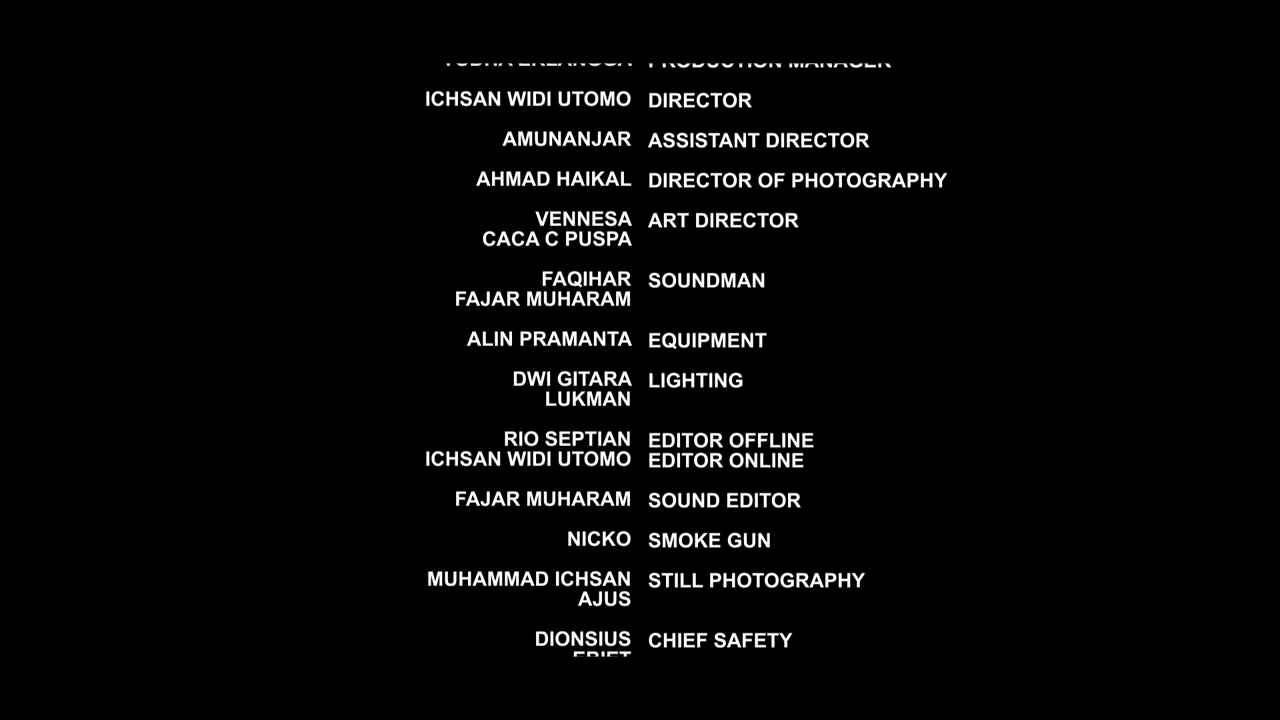 PRODUCTION MANAGER
ICHSAN WIDI UTOMO DIRECTOR
AMUNANJAR ASSISTANT DIRECTOR
AHMAD HAIKAL DIRECTOR OF PHOTOGRAPHY
VENNESA ART DIRECTOR
CACA C PUSPA
FAQIHAR SOUNDMAN
FAJAR MUHARAM
ALIN PRAMANTA EQUIPMENT
DWI GITARA LIGHTING
LUKMAN
RIO SEPTIAN EDITOR OFFLINE
ICHSAN WIDI UTOMO EDITOR ONLINE
FAJAR MUHARAM SOUND EDITOR
NICKO SMOKE GUN
MUHAMMAD ICHSAN STILL PHOTOGRAPHY
AJUS
DIONSIUS CHIEF SAFETY